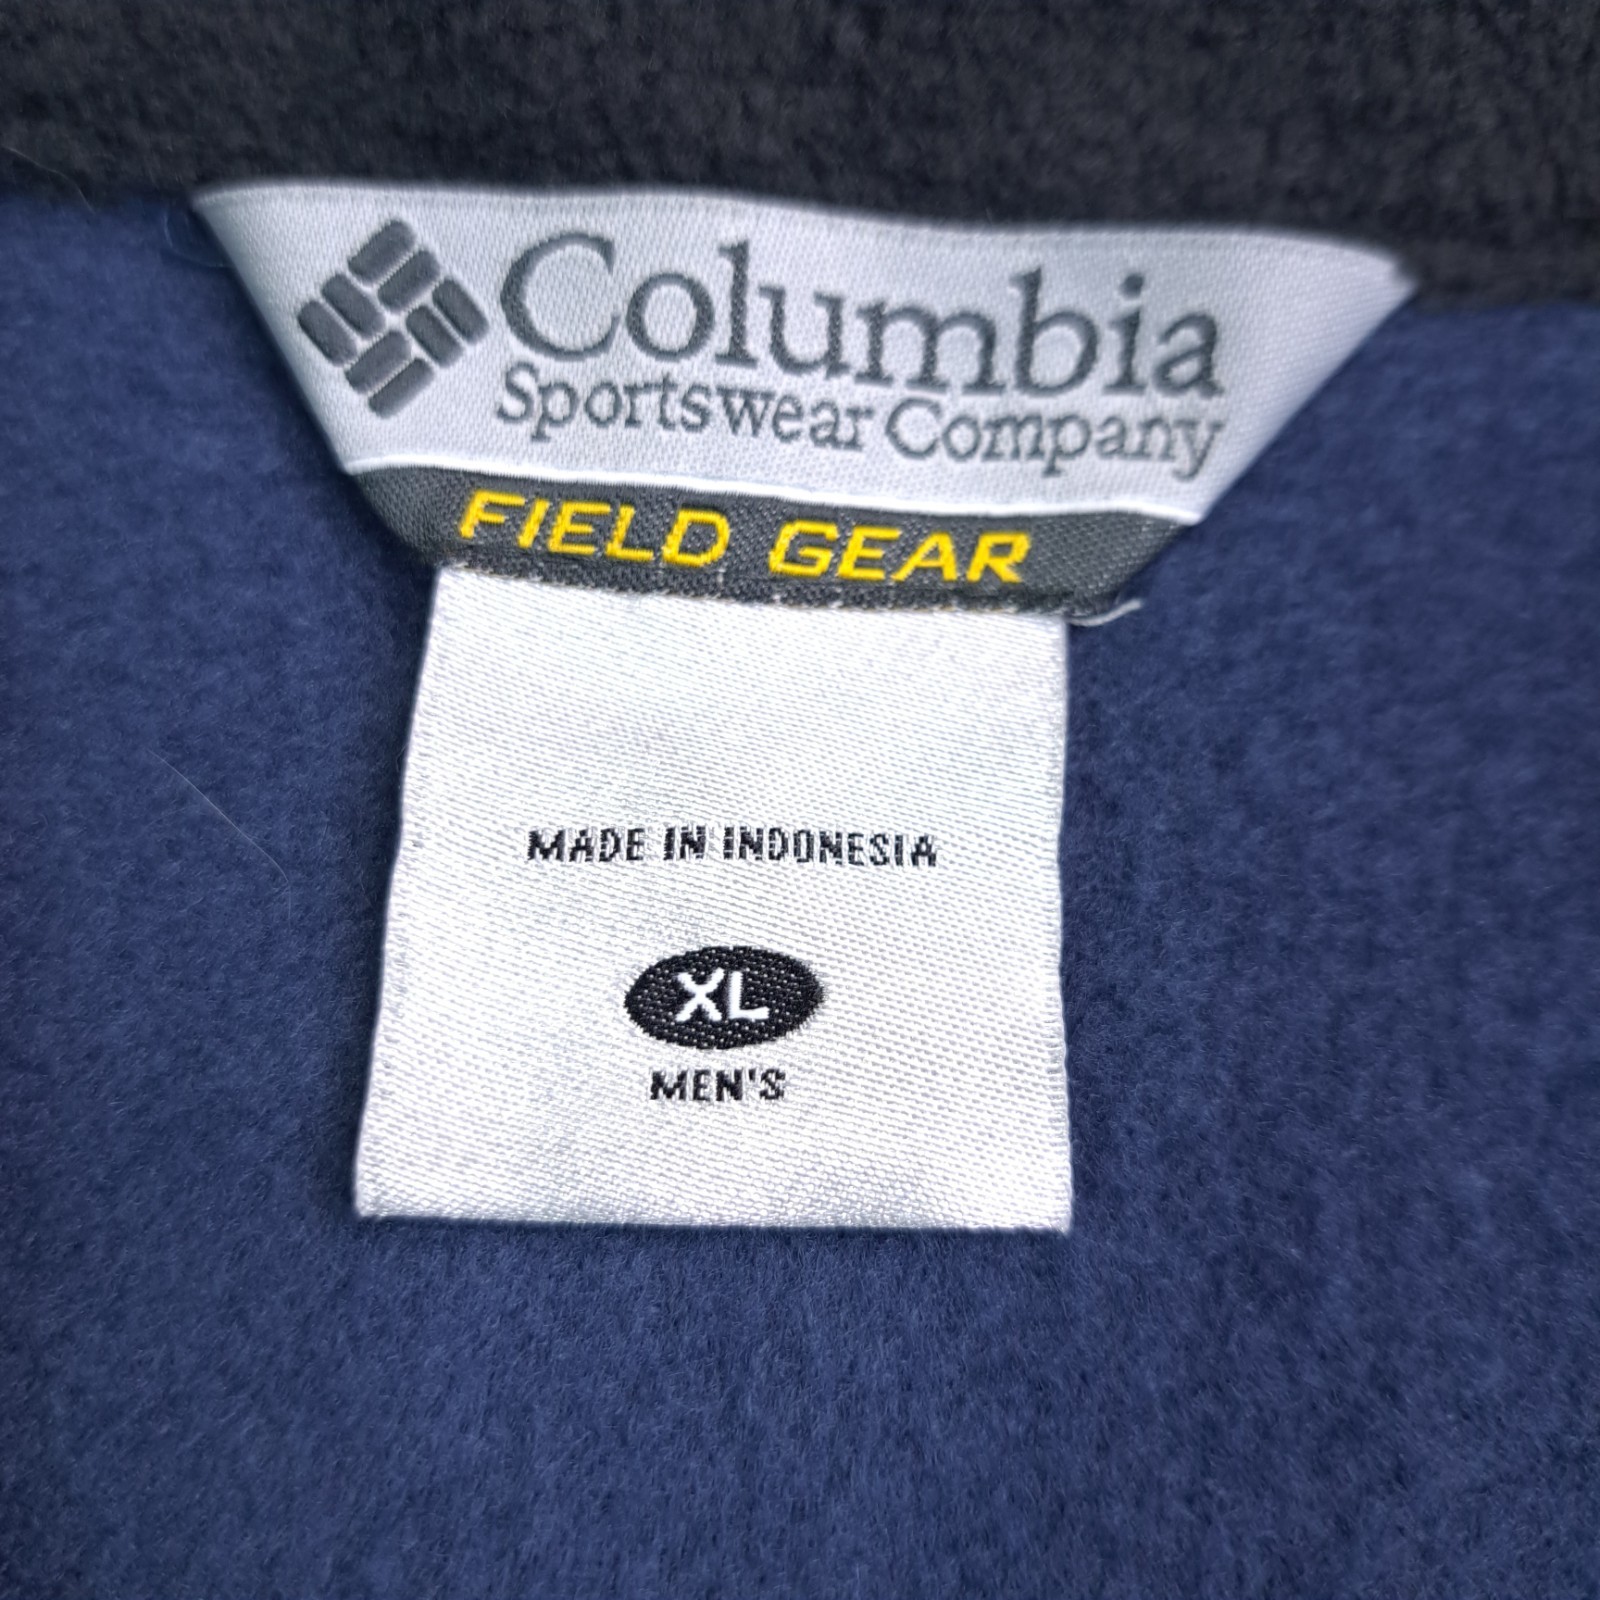 Columbia
Sportswear Company
FIELD GEAR
MADE IN INDONESIA
XL
MEN'S